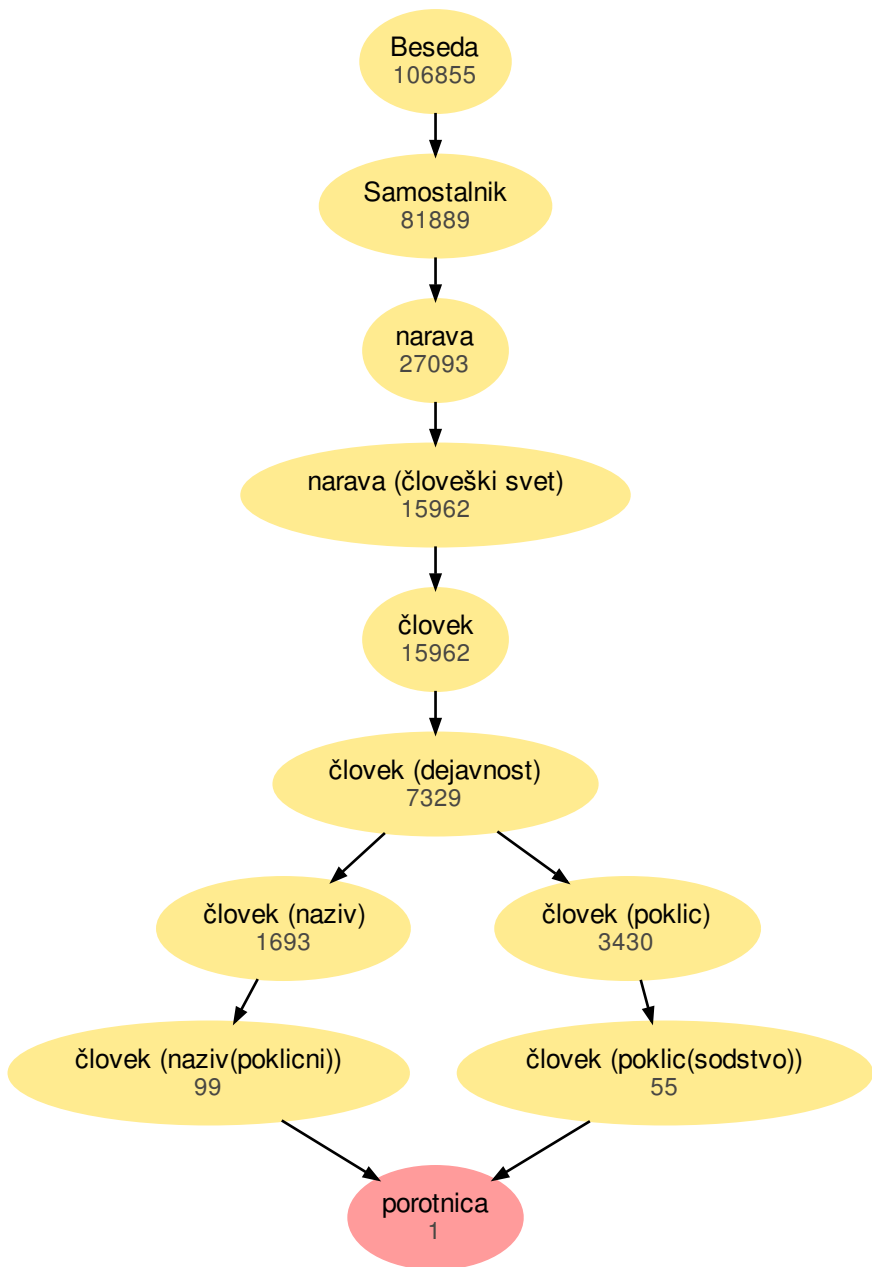 Beseda
106855
Samostalnik
81889
narava
27093
narava (človeški svet)
15962
človek
15962
človek (dejavnost)
7329
človek (naziv)
1693
človek (poklic)
3430
človek (naziv(poklicni))
99
človek (poklic(sodstvo))
55
porotnica
1